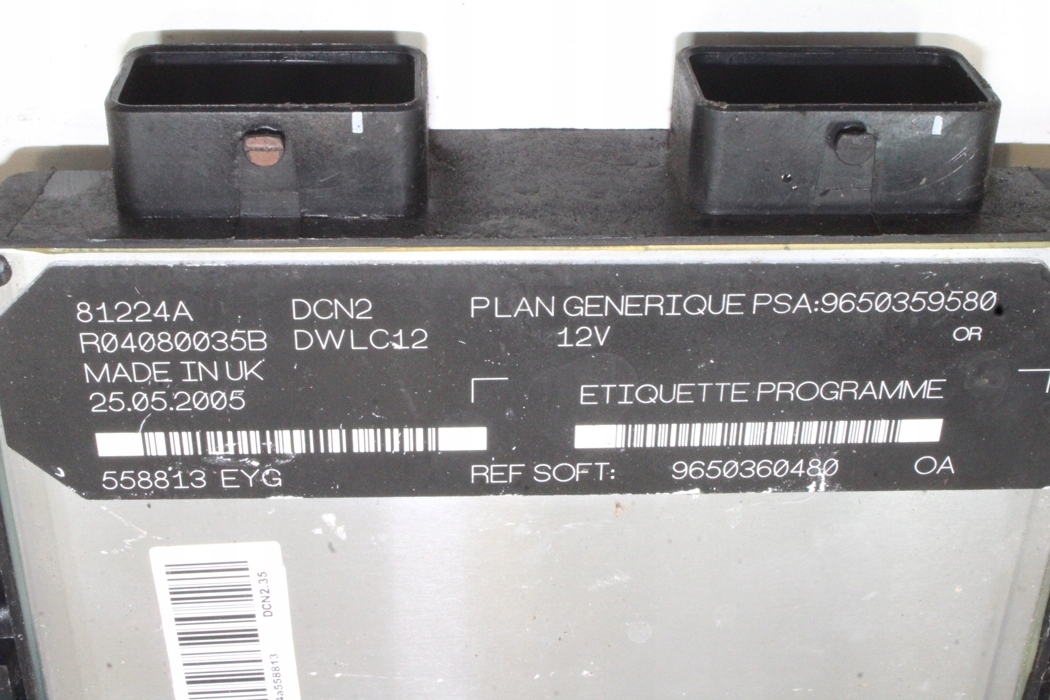 81224A DCN2 PLAN GENERIQUE PSA:9650359580
R04080035B DWLC12 12V OR
MADE IN UK
25.05.2005 ETIQUETTE PROGRAMME
558813 EYG REF SOFT: 9650360480 OA
DCN2.35
a558813